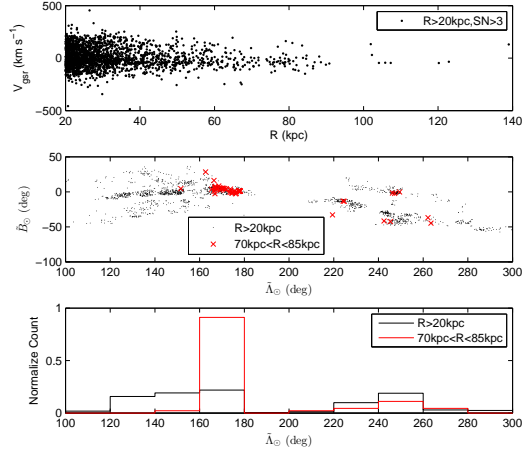 500
0
-500
V_gsr (km s⁻¹)
R>20kpc,SN>3
20 40 60 80 100 120 140
R (kpc)
50
0
-50
-100
B̃_⊙ (deg)
R>20kpc
70kpc<R<85kpc
100 120 140 160 180 200 220 240 260 280 300
Λ̃_⊙ (deg)
1
0.5
0
Normalize Count
R>20kpc
70kpc<R<85kpc
100 120 140 160 180 200 220 240 260 280 300
Λ̃_⊙ (deg)